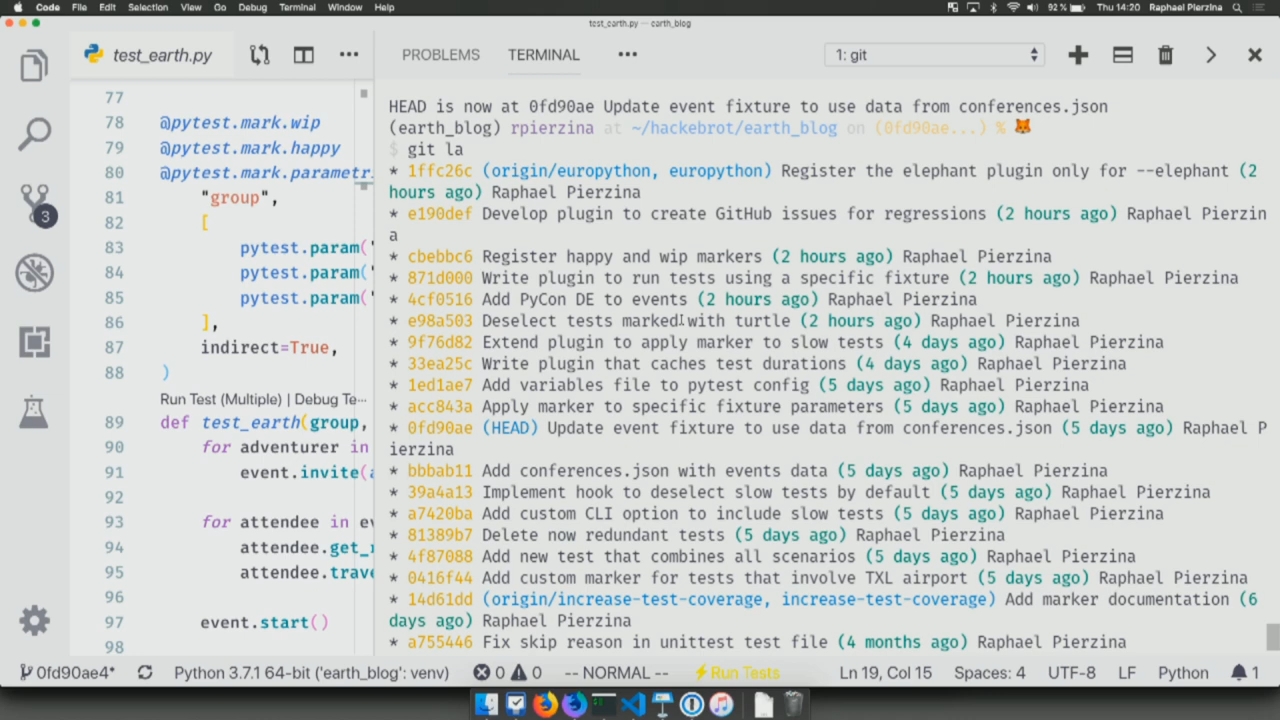 Code File Edit Selection View Go Debug Terminal Window Help 92 % Thu 14:20 Raphael Pierzina
test_earth.py — earth_blog
test_earth.py
PROBLEMS TERMINAL 1: git
77
78 @pytest.mark.wip
79 @pytest.mark.happy
80 @pytest.mark.parametr
81 "group",
82 [
83 pytest.param("
84 pytest.param("
85 pytest.param("
86 ],
87 indirect=True,
88 )
Run Test (Multiple) | Debug Te…
89 def test_earth(group,
90 for adventurer in
91 event.invite(a
92
93 for attendee in ev
94 attendee.get_r
95 attendee.trave
96
97 event.start()
98
HEAD is now at 0fd90ae Update event fixture to use data from conferences.json
(earth_blog) rpierzina at ~/hackebrot/earth_blog on (0fd90ae...) % 🦊
$ git la
* 1ffc26c (origin/europython, europython) Register the elephant plugin only for --elephant (2
hours ago) Raphael Pierzina
* e190def Develop plugin to create GitHub issues for regressions (2 hours ago) Raphael Pierzin
a
* cbebbc6 Register happy and wip markers (2 hours ago) Raphael Pierzina
* 871d000 Write plugin to run tests using a specific fixture (2 hours ago) Raphael Pierzina
* 4cf0516 Add PyCon DE to events (2 hours ago) Raphael Pierzina
* e98a503 Deselect tests marked with turtle (2 hours ago) Raphael Pierzina
* 9f76d82 Extend plugin to apply marker to slow tests (4 days ago) Raphael Pierzina
* 33ea25c Write plugin that caches test durations (4 days ago) Raphael Pierzina
* 1ed1ae7 Add variables file to pytest config (5 days ago) Raphael Pierzina
* acc843a Apply marker to specific fixture parameters (5 days ago) Raphael Pierzina
* 0fd90ae (HEAD) Update event fixture to use data from conferences.json (5 days ago) Raphael P
ierzina
* bbbab11 Add conferences.json with events data (5 days ago) Raphael Pierzina
* 39a4a13 Implement hook to deselect slow tests by default (5 days ago) Raphael Pierzina
* a7420ba Add custom CLI option to include slow tests (5 days ago) Raphael Pierzina
* 81389b7 Delete now redundant tests (5 days ago) Raphael Pierzina
* 4f87088 Add new test that combines all scenarios (5 days ago) Raphael Pierzina
* 0416f44 Add custom marker for tests that involve TXL airport (5 days ago) Raphael Pierzina
* 14d61dd (origin/increase-test-coverage, increase-test-coverage) Add marker documentation (6
days ago) Raphael Pierzina
* a755446 Fix skip reason in unittest test file (4 months ago) Raphael Pierzina
3
0fd90ae4* Python 3.7.1 64-bit ('earth_blog': venv) 0 0 -- NORMAL -- ⚡Run Tests Ln 19, Col 15 Spaces: 4 UTF-8 LF Python 1